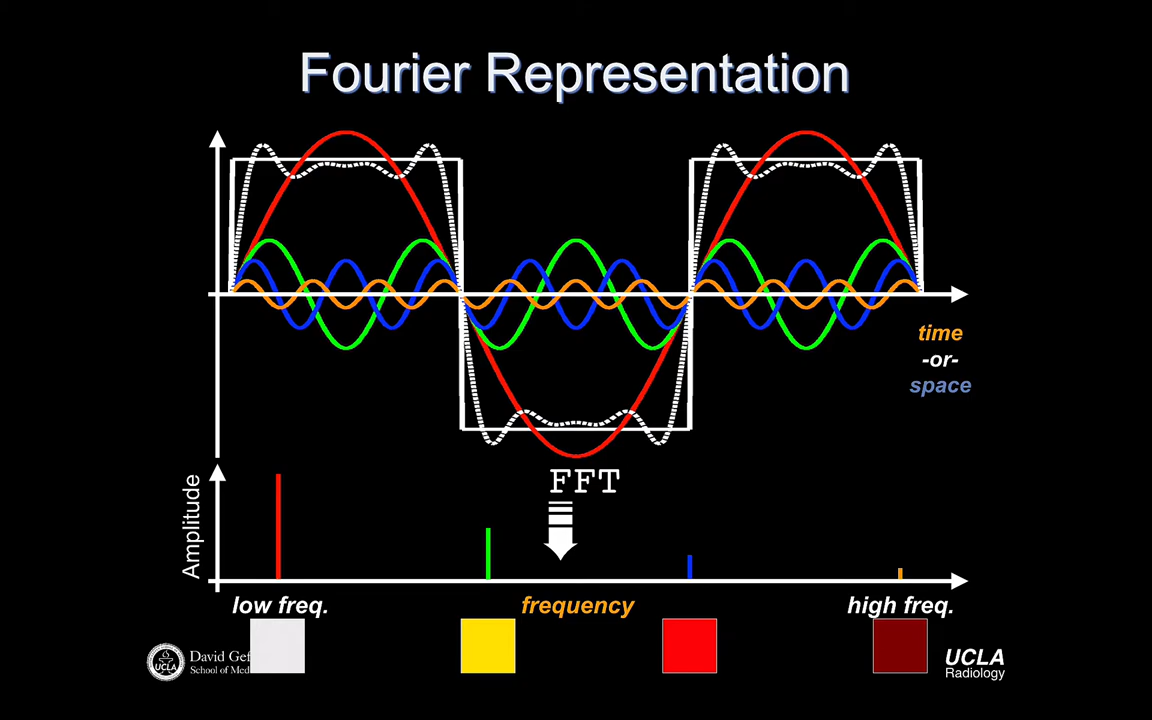 Fourier Representation
time
-or-
space
FFT
Amplitude
low freq.
frequency
high freq.
UCLA
David Gef
School of Med
UCLA
Radiology